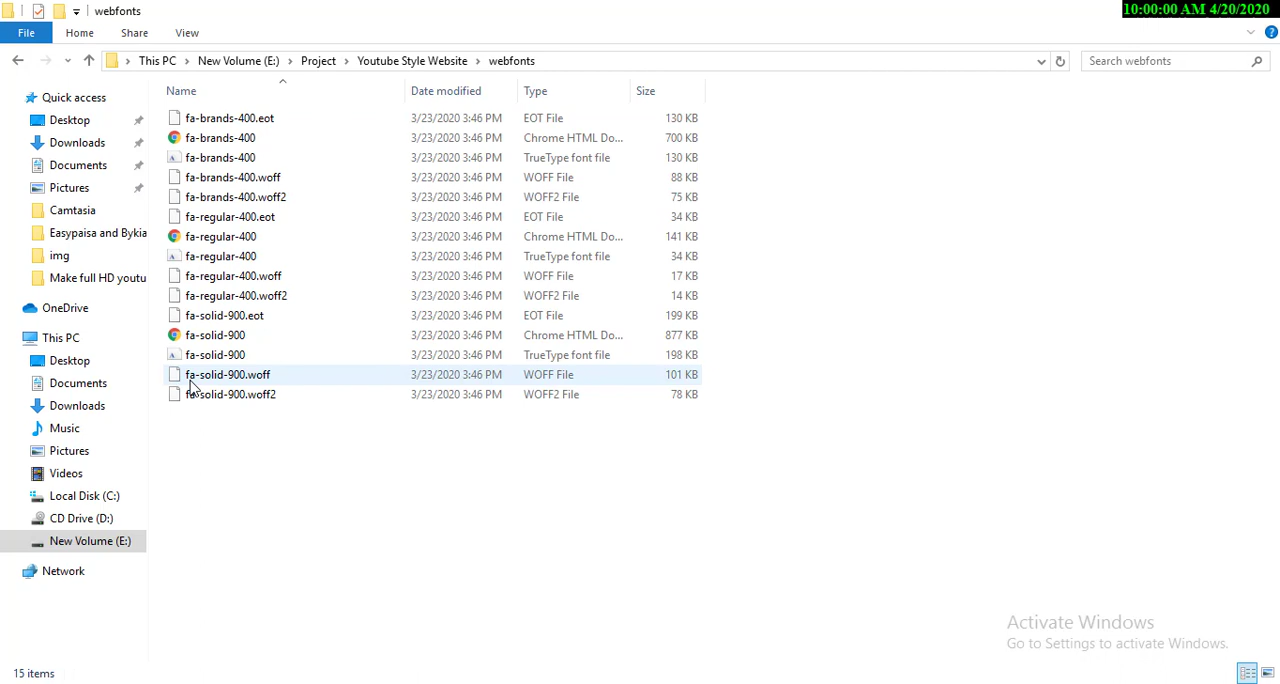 webfonts
10:00:00 AM 4/20/2020
File Home Share View
This PC › New Volume (E:) › Project › Youtube Style Website › webfonts
Search webfonts
Name Date modified Type Size
fa-brands-400.eot 3/23/2020 3:46 PM EOT File 130 KB
fa-brands-400 3/23/2020 3:46 PM Chrome HTML Do... 700 KB
fa-brands-400 3/23/2020 3:46 PM TrueType font file 130 KB
fa-brands-400.woff 3/23/2020 3:46 PM WOFF File 88 KB
fa-brands-400.woff2 3/23/2020 3:46 PM WOFF2 File 75 KB
fa-regular-400.eot 3/23/2020 3:46 PM EOT File 34 KB
fa-regular-400 3/23/2020 3:46 PM Chrome HTML Do... 141 KB
fa-regular-400 3/23/2020 3:46 PM TrueType font file 34 KB
fa-regular-400.woff 3/23/2020 3:46 PM WOFF File 17 KB
fa-regular-400.woff2 3/23/2020 3:46 PM WOFF2 File 14 KB
fa-solid-900.eot 3/23/2020 3:46 PM EOT File 199 KB
fa-solid-900 3/23/2020 3:46 PM Chrome HTML Do... 877 KB
fa-solid-900 3/23/2020 3:46 PM TrueType font file 198 KB
fa-solid-900.woff 3/23/2020 3:46 PM WOFF File 101 KB
fa-solid-900.woff2 3/23/2020 3:46 PM WOFF2 File 78 KB
Quick access
Desktop
Downloads
Documents
Pictures
Camtasia
Easypaisa and Bykia
img
Make full HD youtu
OneDrive
This PC
Desktop
Documents
Downloads
Music
Pictures
Videos
Local Disk (C:)
CD Drive (D:)
New Volume (E:)
Network
Activate Windows
Go to Settings to activate Windows.
15 items